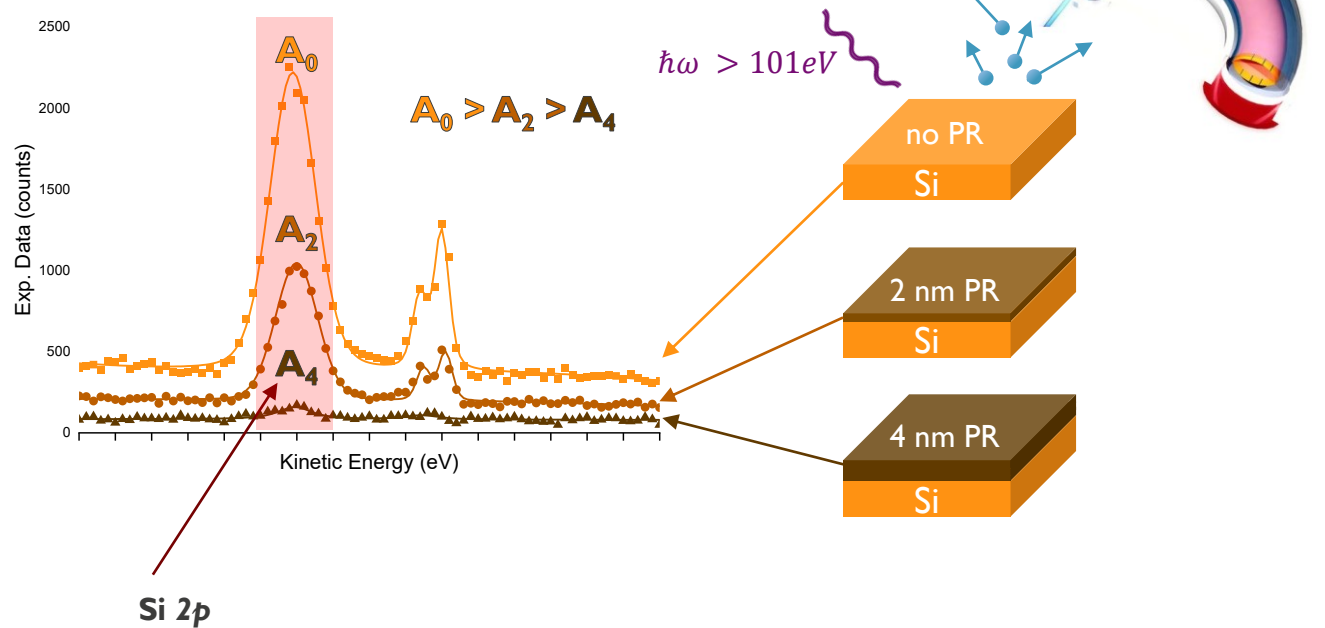 2500
2000
1500
1000
500
0
Exp. Data (counts)
Kinetic Energy (eV)
A₀
A₂
A₄
A₀ > A₂ > A₄
Si 2p
ℏω > 101eV
no PR
Si
2 nm PR
Si
4 nm PR
Si